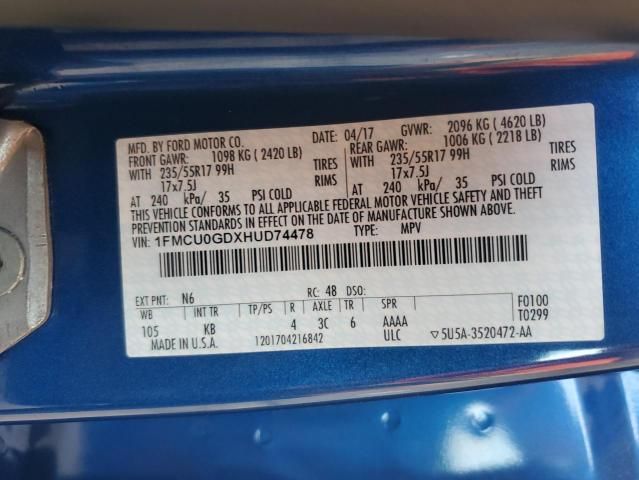 MFD. BY FORD MOTOR CO. DATE: 04/17 GVWR: 2096 KG ( 4620 LB)
FRONT GAWR: 1098 KG ( 2420 LB) REAR GAWR: 1006 KG ( 2218 LB)
WITH 235/55R17 99H TIRES WITH 235/55R17 99H TIRES
17x7.5J RIMS 17x7.5J RIMS
AT 240 kPa/ 35 PSI COLD AT 240 kPa/ 35 PSI COLD
THIS VEHICLE CONFORMS TO ALL APPLICABLE FEDERAL MOTOR VEHICLE SAFETY AND THEFT
PREVENTION STANDARDS IN EFFECT ON THE DATE OF MANUFACTURE SHOWN ABOVE.
VIN: 1FMCU0GDXHUD74478 TYPE: MPV
EXT PNT: N6 RC: 48 DSO:
WB INT TR TP/PS R AXLE TR SPR F0100
105 KB 4 3C 6 AAAA T0299
MADE IN U.S.A. 1201704216842 ULC ▽5U5A-3520472-AA